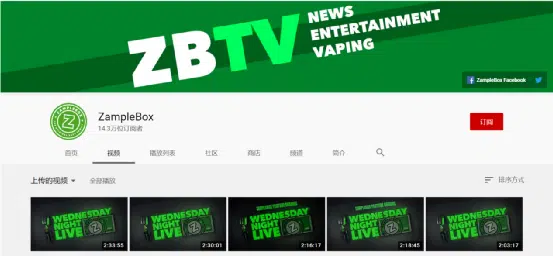 ZBTV
NEWS
ENTERTAINMENT
VAPING
ZampleBox Facebook
ZampleBox
14.3万位订阅者
订阅
首页 视频 播放列表 社区 商店 频道 简介
上传的视频 全部播放 排序方式
WEDNESDAY NIGHT LIVE
2:33:55
WEDNESDAY NIGHT LIVE
2:30:01
WEDNESDAY NIGHT LIVE
2:16:17
WEDNESDAY NIGHT LIVE
2:18:45
WEDNESDAY NIGHT LIVE
2:03:17